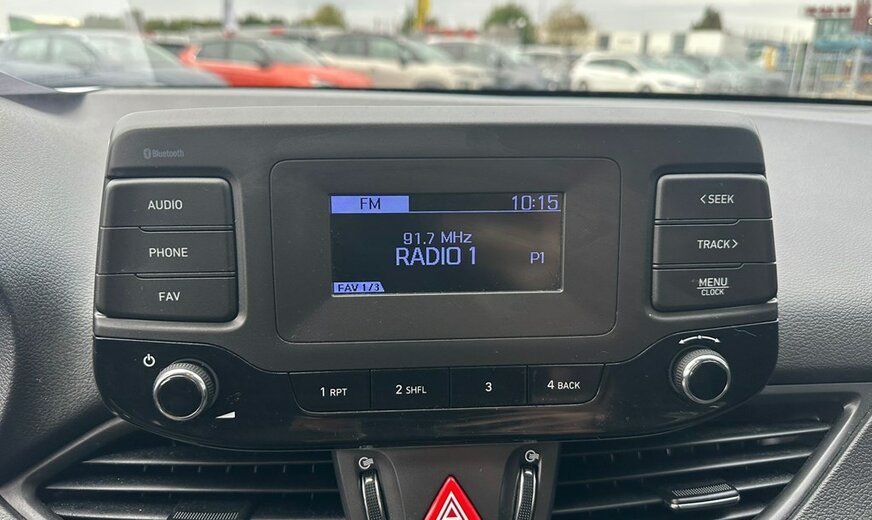 Bluetooth
AUDIO
PHONE
FAV
FM 10:15
91.7 MHz
RADIO 1 P1
FAV 1/3
< SEEK
TRACK >
MENU
CLOCK
1 RPT
2 SHFL
3
4 BACK